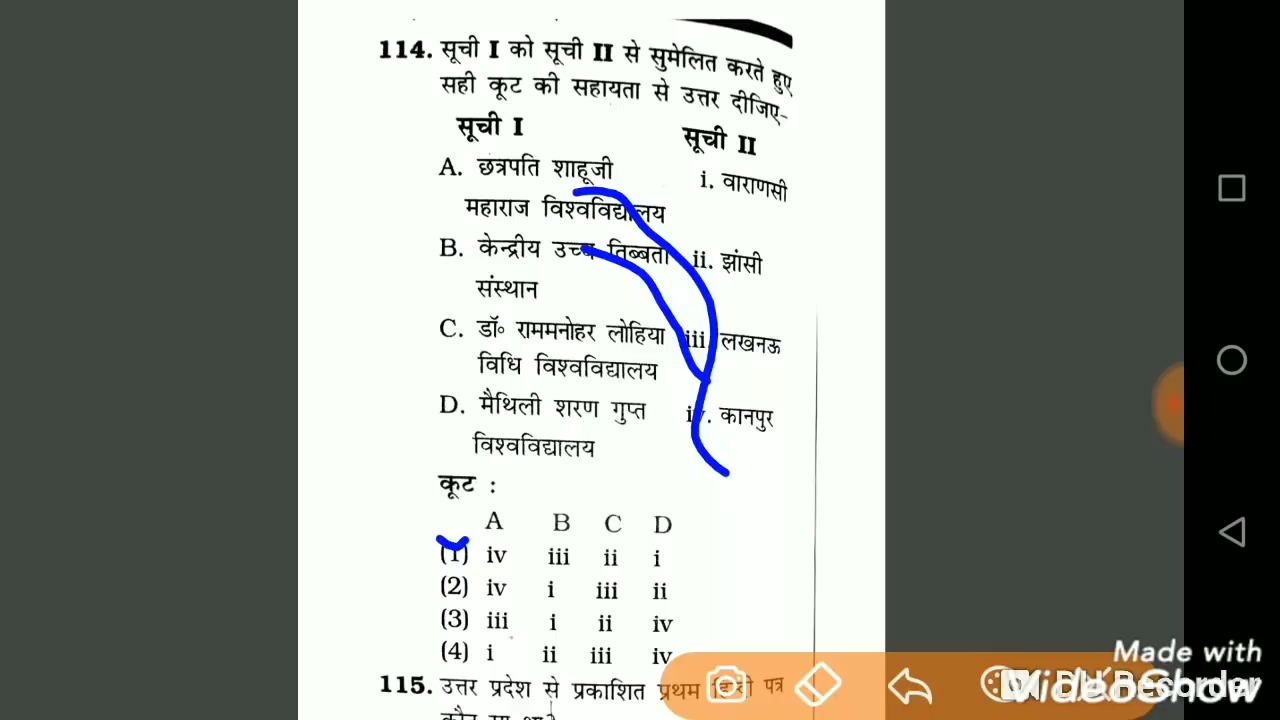 114. सूची I को सूची II से सुमेलित करते हुए
सही कूट की सहायता से उत्तर दीजिए-
सूची I सूची II
A. छत्रपति शाहूजी i. वाराणसी
महाराज विश्वविद्यालय
B. केन्द्रीय उच्च तिब्बती ii. झांसी
संस्थान
C. डॉ॰ राममनोहर लोहिया iii. लखनऊ
विधि विश्वविद्यालय
D. मैथिली शरण गुप्त iv. कानपुर
विश्वविद्यालय
कूट :
A B C D
(1) iv iii ii i
(2) iv i iii ii
(3) iii i ii iv
(4) i ii iii iv
115. उत्तर प्रदेश से प्रकाशित प्रथम हिन्दी पत्र
Made with